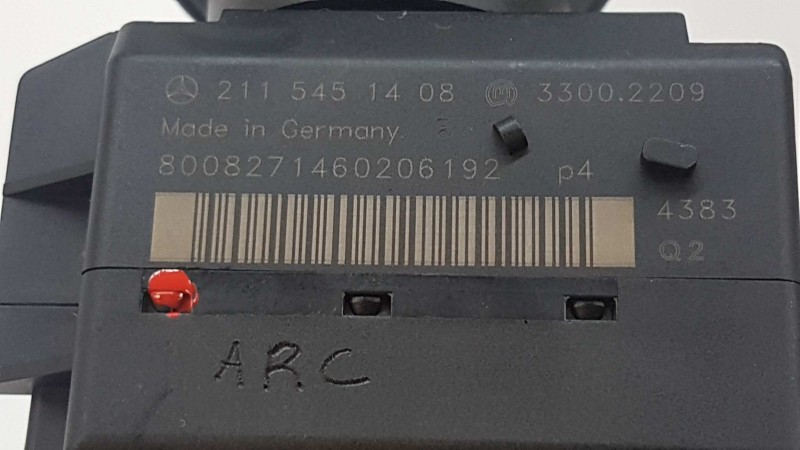 211 545 14 08 3300.2209
Made in Germany.
8008271460206192 p4
4383
Q2
ARC